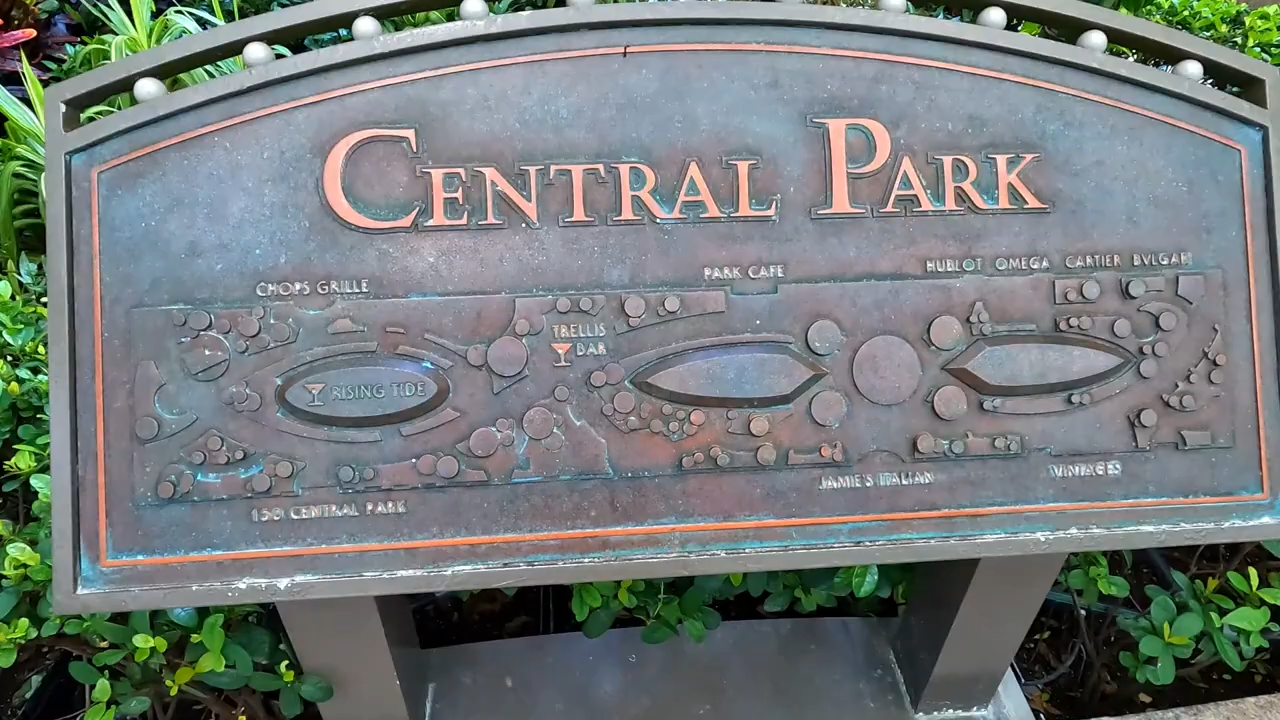 CENTRAL PARK
CHOPS GRILLE
PARK CAFE
HUBLOT OMEGA CARTIER BVLGARI
TRELLIS
BAR
RISING TIDE
150 CENTRAL PARK
JAMIE'S ITALIAN
VINTAGES